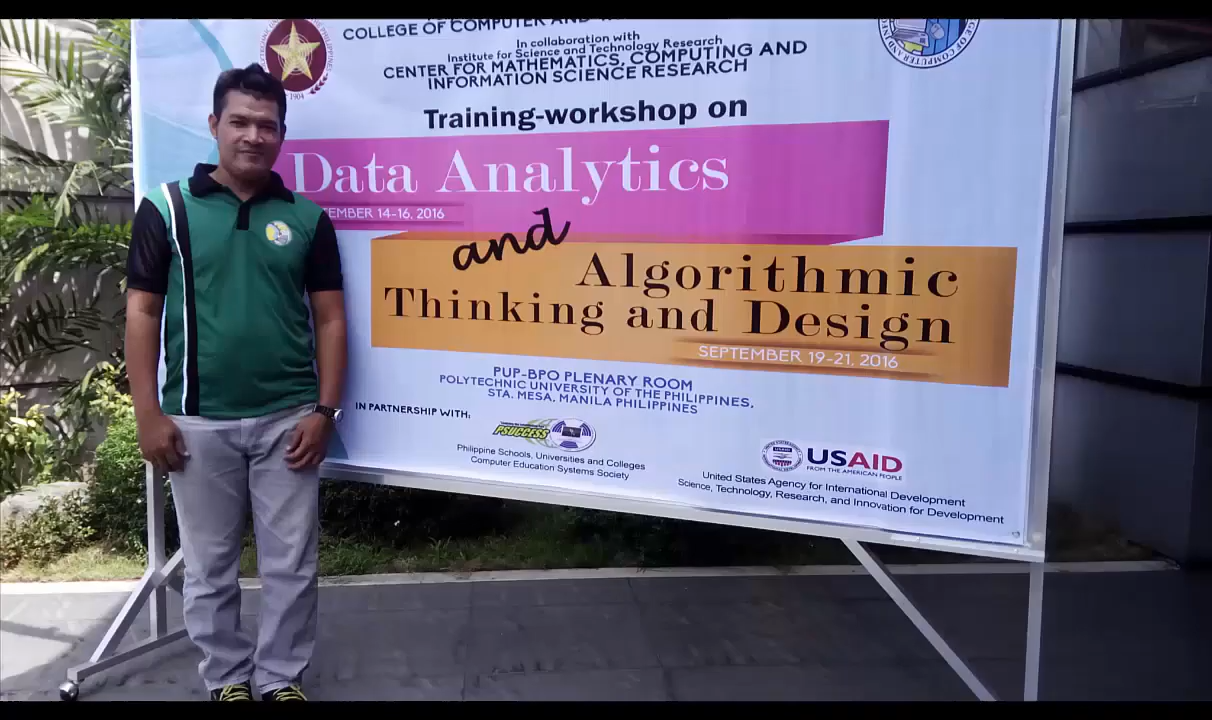 COLLEGE OF COMPUTER AND
In collaboration with
Institute for Science and Technology Research
CENTER FOR MATHEMATICS, COMPUTING AND
INFORMATION SCIENCE RESEARCH
1904
Training-workshop on
Data Analytics
EMBER 14-16, 2016
and
Algorithmic
Thinking and Design
SEPTEMBER 19-21, 2016
PUP-BPO PLENARY ROOM
POLYTECHNIC UNIVERSITY OF THE PHILIPPINES,
STA. MESA, MANILA PHILIPPINES
IN PARTNERSHIP WITH:
PSUCCESS
Philippine Schools, Universities and Colleges
Computer Education Systems Society
USAID
FROM THE AMERICAN PEOPLE
United States Agency for International Development
Science, Technology, Research, and Innovation for Development